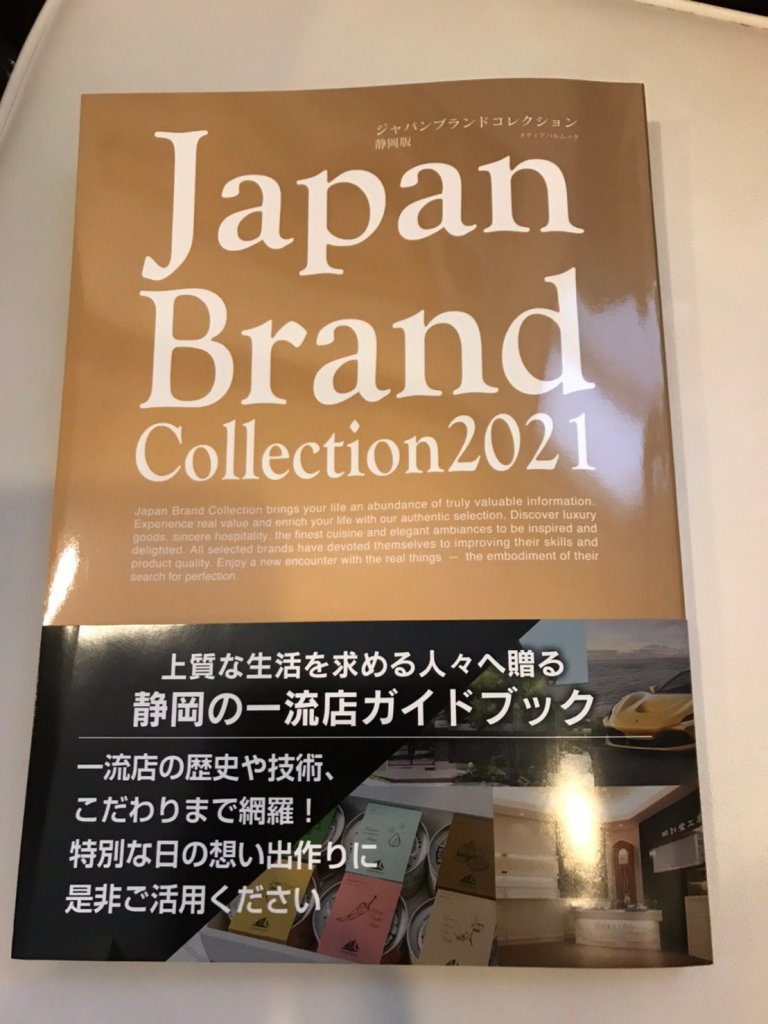 ジャパンブランドコレクション
静岡版
メディアパルムック
Japan
Brand
Collection2021
Japan Brand Collection brings your life an abundance of truly valuable information.
Experience real value and enrich your life with our authentic selection. Discover luxury
goods, sincere hospitality, the finest cuisine and elegant ambiances to be inspired and
delighted. All selected brands have devoted themselves to improving their skills and
product quality. Enjoy a new encounter with the real things — the embodiment of their
search for perfection.
上質な生活を求める人々へ贈る
静岡の一流店ガイドブック
一流店の歴史や技術、
こだわりまで網羅！
特別な日の想い出作りに
是非ご活用ください